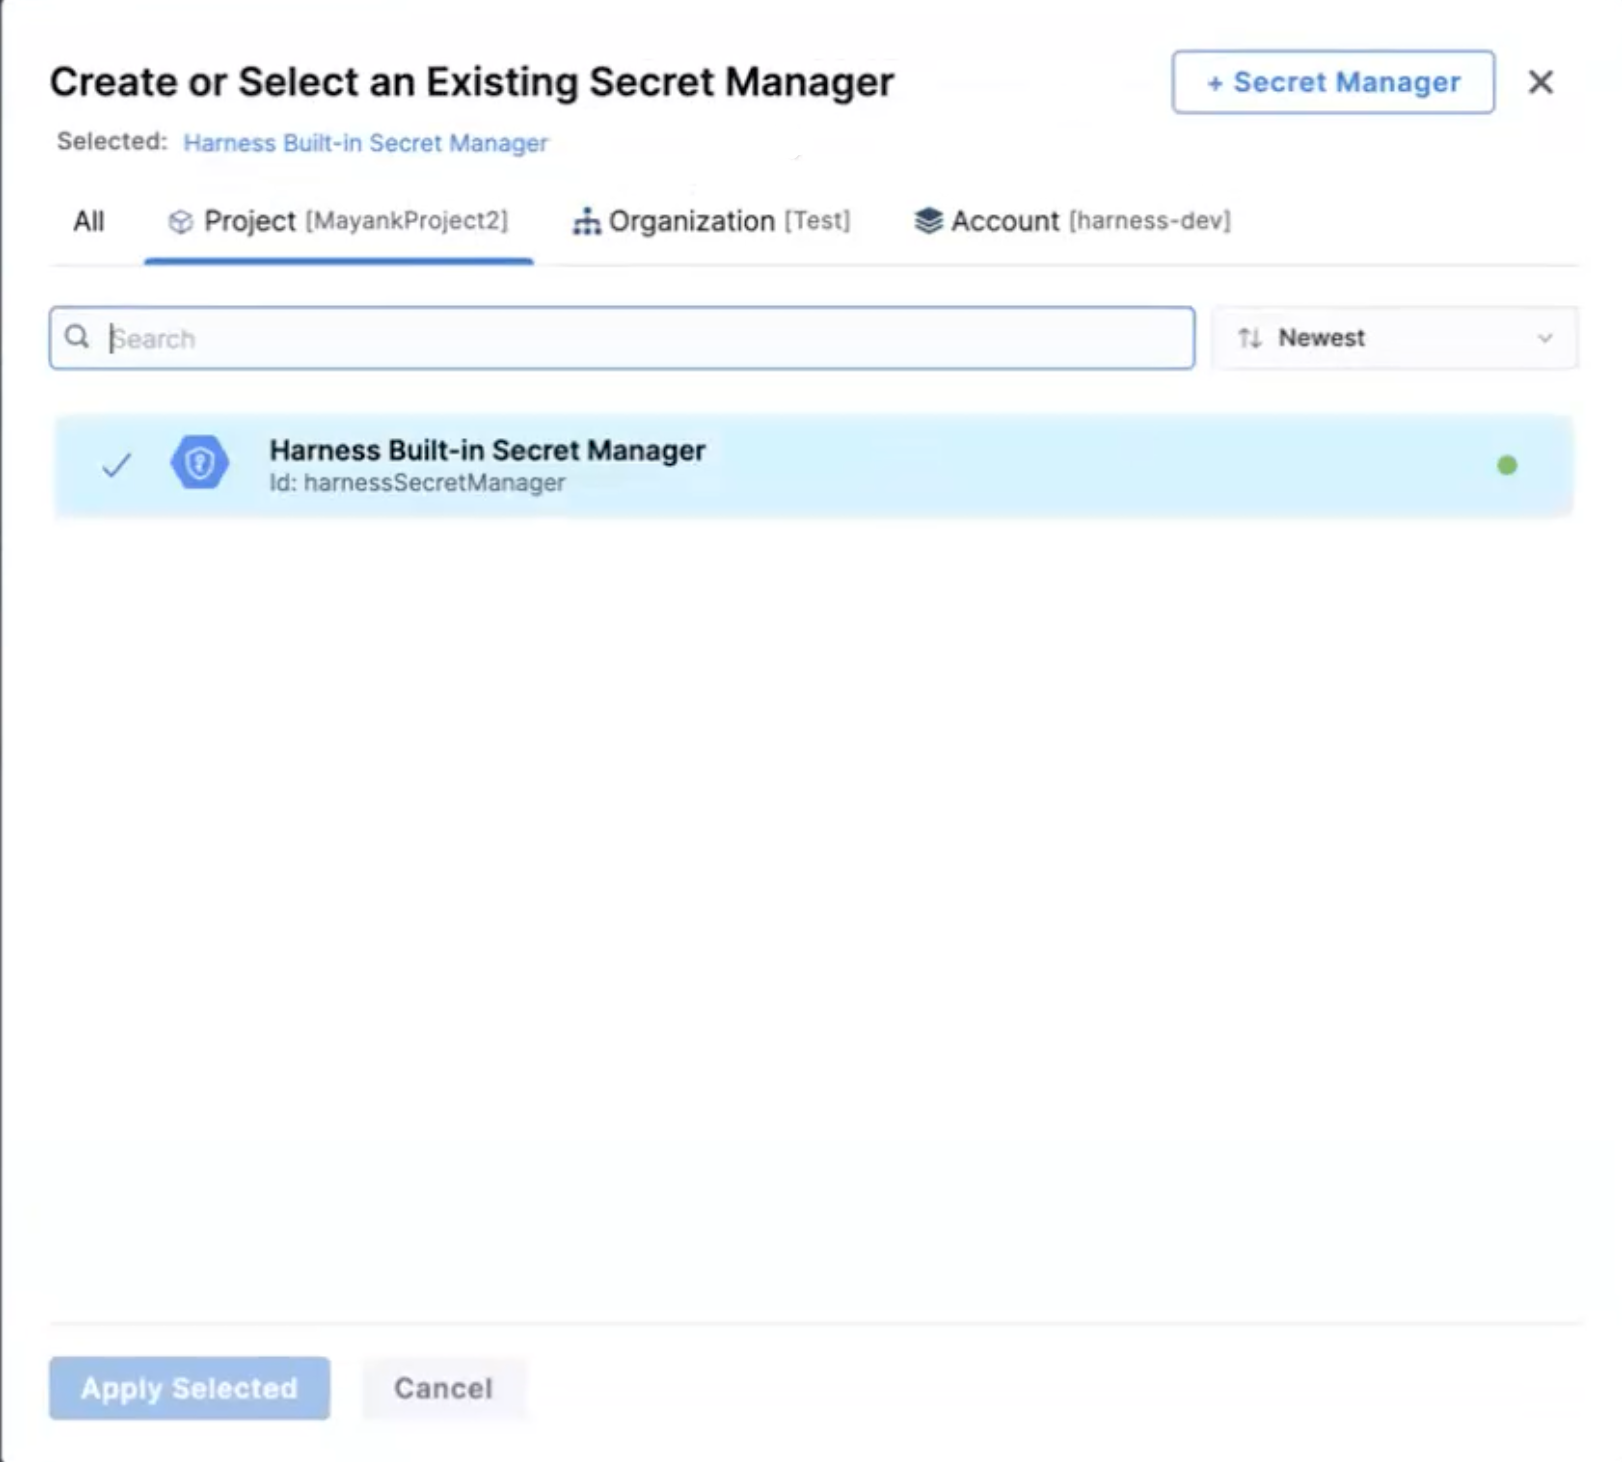 Create or Select an Existing Secret Manager
+ Secret Manager
Selected: Harness Built-in Secret Manager
All
Project [MayankProject2]
Organization [Test]
Account [harness-dev]
Search
Newest
Harness Built-in Secret Manager
Id: harnessSecretManager
Apply Selected
Cancel